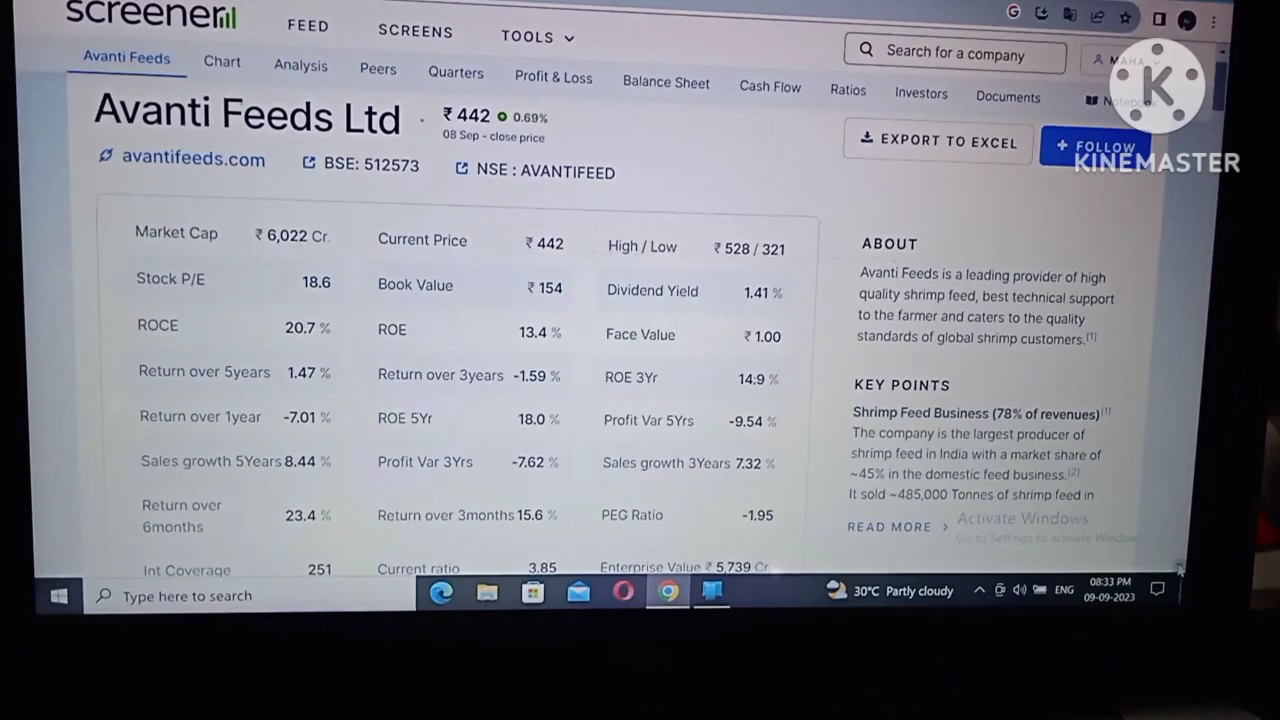 screener
FEED SCREENS TOOLS
Search for a company
Avanti Feeds Chart Analysis Peers Quarters Profit & Loss Balance Sheet Cash Flow Ratios Investors Documents
Avanti Feeds Ltd
₹ 442 0.69%
08 Sep - close price
EXPORT TO EXCEL
+ FOLLOW
K
KINEMASTER
avantifeeds.com BSE: 512573 NSE : AVANTIFEED
Market Cap ₹ 6,022 Cr. Current Price ₹ 442 High / Low ₹ 528 / 321
Stock P/E 18.6 Book Value ₹ 154 Dividend Yield 1.41 %
ROCE 20.7 % ROE 13.4 % Face Value ₹ 1.00
Return over 5years 1.47 % Return over 3years -1.59 % ROE 3Yr 14.9 %
Return over 1year -7.01 % ROE 5Yr 18.0 % Profit Var 5Yrs -9.54 %
Sales growth 5Years 8.44 % Profit Var 3Yrs -7.62 % Sales growth 3Years 7.32 %
Return over
6months 23.4 % Return over 3months 15.6 % PEG Ratio -1.95
Int Coverage 251 Current ratio 3.85 Enterprise Value ₹ 5,739 Cr.
ABOUT
Avanti Feeds is a leading provider of high
quality shrimp feed, best technical support
to the farmer and caters to the quality
standards of global shrimp customers.[1]
KEY POINTS
Shrimp Feed Business (78% of revenues)[1]
The company is the largest producer of
shrimp feed in India with a market share of
~45% in the domestic feed business.[2]
It sold ~485,000 Tonnes of shrimp feed in
READ MORE >
Activate Windows
Go to Settings to activate Windows
Type here to search
30°C Partly cloudy
ENG
08:33 PM
09-09-2023